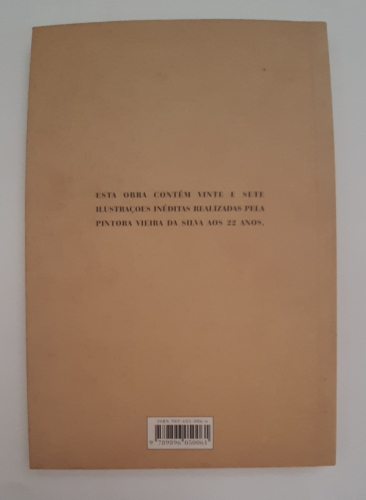 ESTA OBRA CONTÉM VINTE E SETE
ILUSTRAÇÕES INÉDITAS REALIZADAS PELA
PINTORA VIEIRA DA SILVA AOS 22 ANOS.